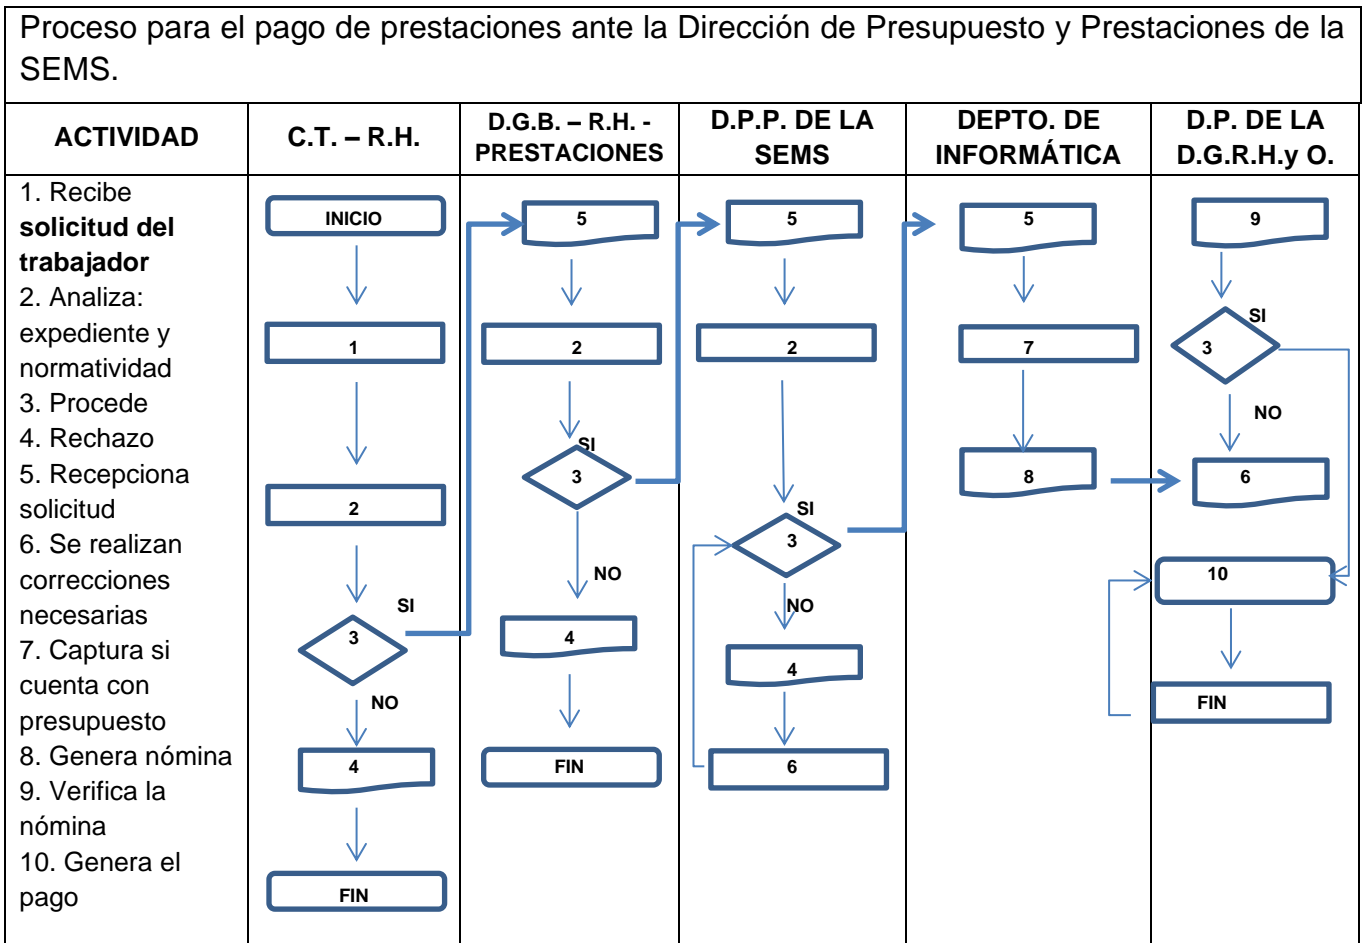 Proceso para el pago de prestaciones ante la Dirección de Presupuesto y Prestaciones de la
SEMS.
ACTIVIDAD
C.T. – R.H.
D.G.B. – R.H. -
PRESTACIONES
D.P.P. DE LA
SEMS
DEPTO. DE
INFORMÁTICA
D.P. DE LA
D.G.R.H.y O.
1. Recibe
solicitud del
trabajador
2. Analiza:
expediente y
normatividad
3. Procede
4. Rechazo
5. Recepciona
solicitud
6. Se realizan
correcciones
necesarias
7. Captura si
cuenta con
presupuesto
8. Genera nómina
9. Verifica la
nómina
10. Genera el
pago
INICIO
1
2
SI
3
NO
4
FIN
5
2
SI
3
NO
4
FIN
5
2
SI
3
NO
4
6
5
7
8
9
SI
3
NO
6
10
FIN